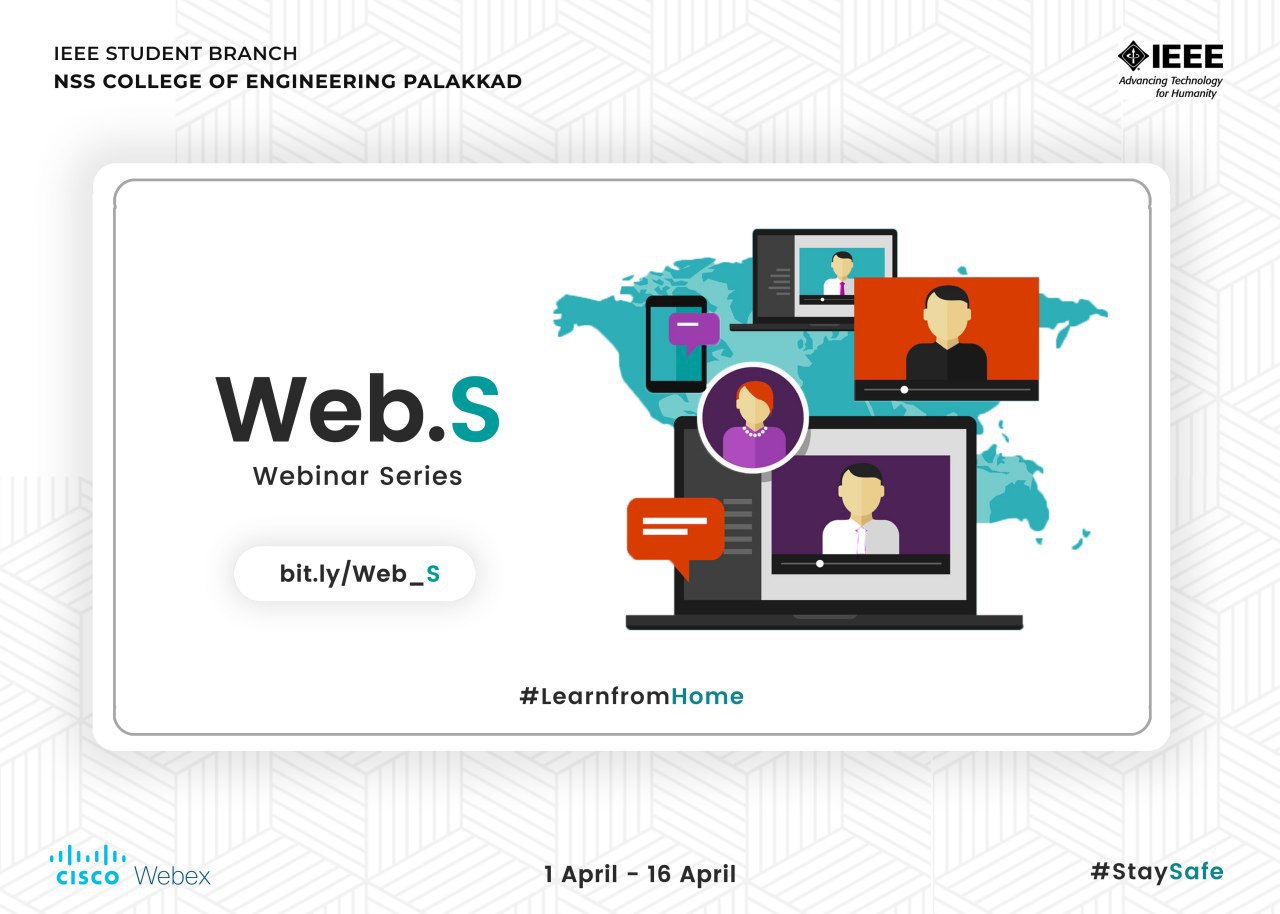 IEEE STUDENT BRANCH
NSS COLLEGE OF ENGINEERING PALAKKAD
IEEE
Advancing Technology
for Humanity
Web.S
Webinar Series
bit.ly/Web_S
#LearnfromHome
CISCO Webex
1 April - 16 April
#StaySafe